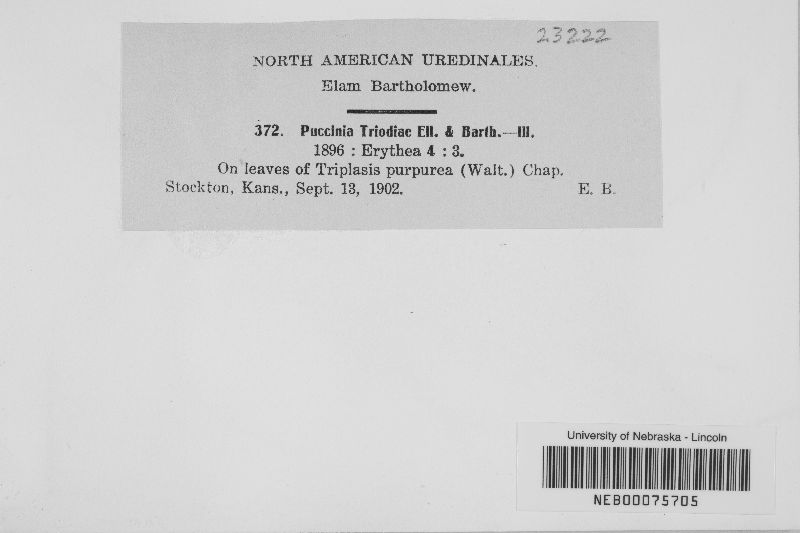 23222
NORTH AMERICAN UREDINALES.
Elam Bartholomew.
372. Puccinia Triodiae Ell. & Barth.—III.
1896 : Erythea 4 : 3.
On leaves of Triplasis purpurea (Walt.) Chap.
Stockton, Kans., Sept. 13, 1902. E. B.
University of Nebraska - Lincoln
NEB00075705